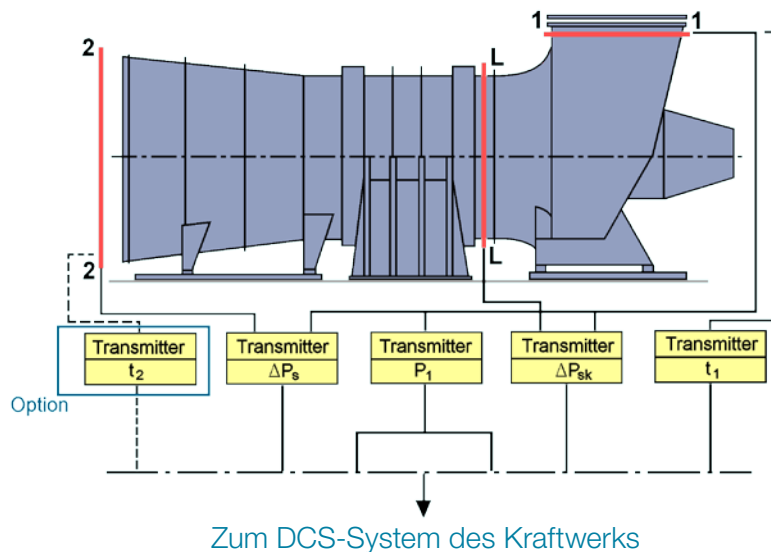 1 1
2
L
L
2
Transmitter Transmitter Transmitter Transmitter Transmitter
t₂ ΔPₛ P₁ ΔPₛₖ t₁
Option
Zum DCS-System des Kraftwerks